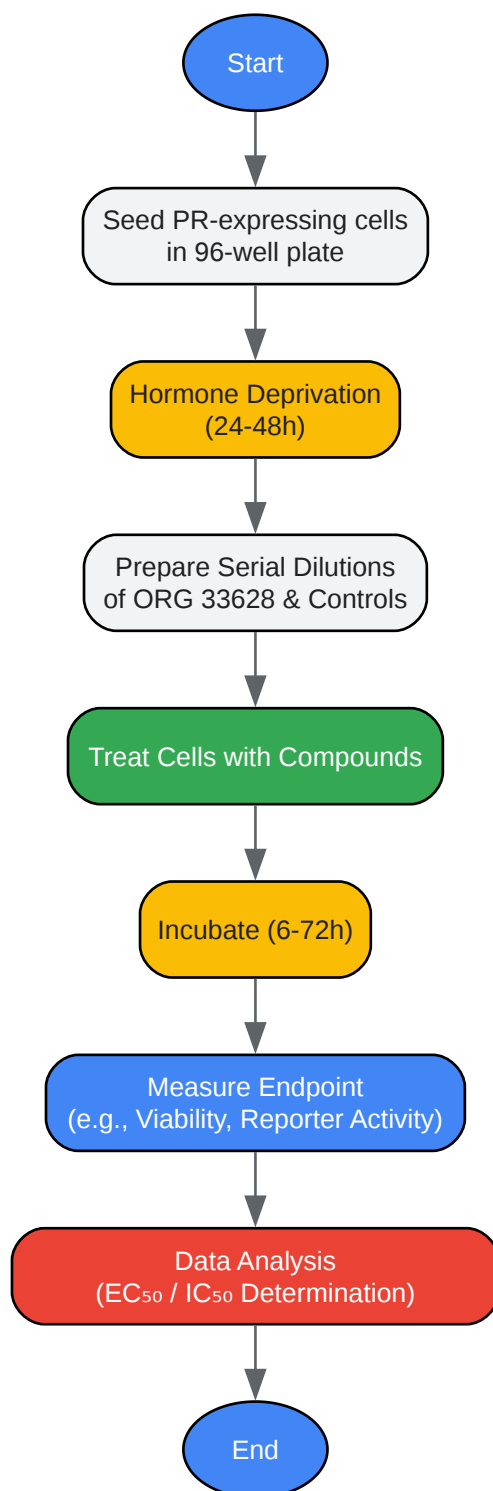 Start
Seed PR-expressing cells
in 96-well plate
Hormone Deprivation
(24-48h)
Prepare Serial Dilutions
of ORG 33628 & Controls
Treat Cells with Compounds
Incubate (6-72h)
Measure Endpoint
(e.g., Viability, Reporter Activity)
Data Analysis
(EC₅₀ / IC₅₀ Determination)
End